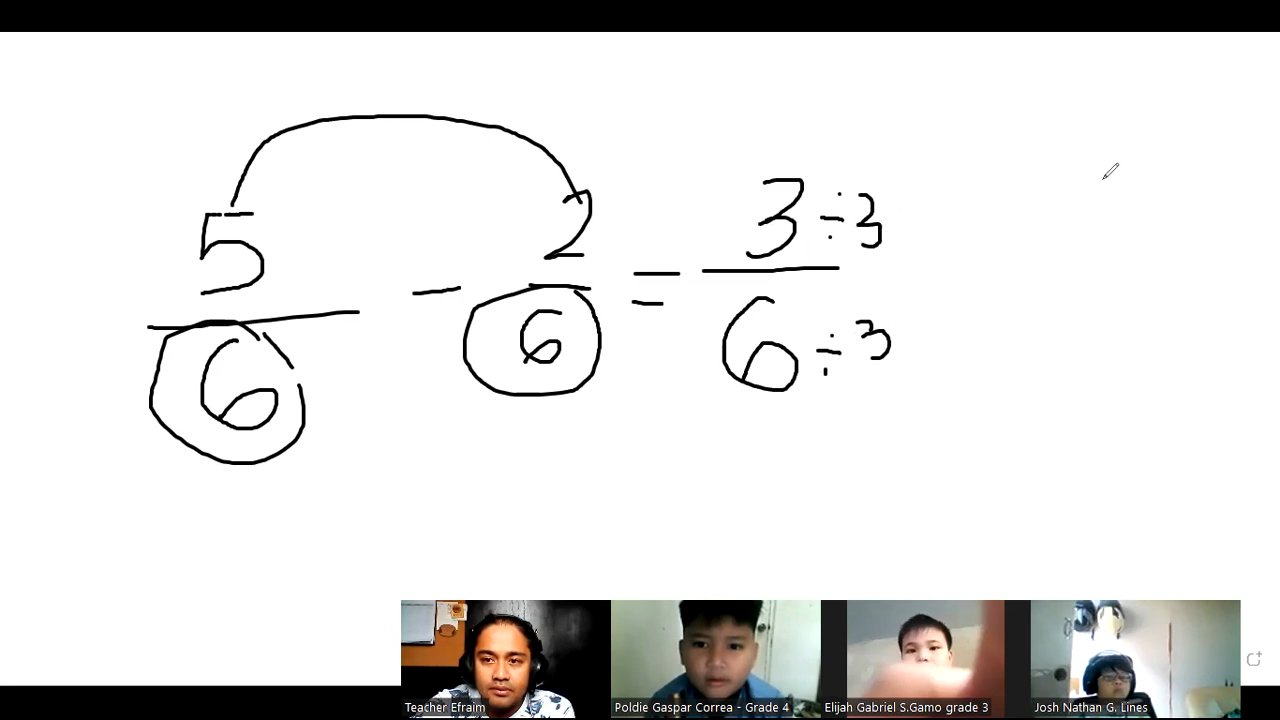 5/6 - 2/6 = 3÷3/6÷3
Teacher Efraim
Poldie Gaspar Correa - Grade 4
Elijah Gabriel S.Gamo grade 3
Josh Nathan G. Lines